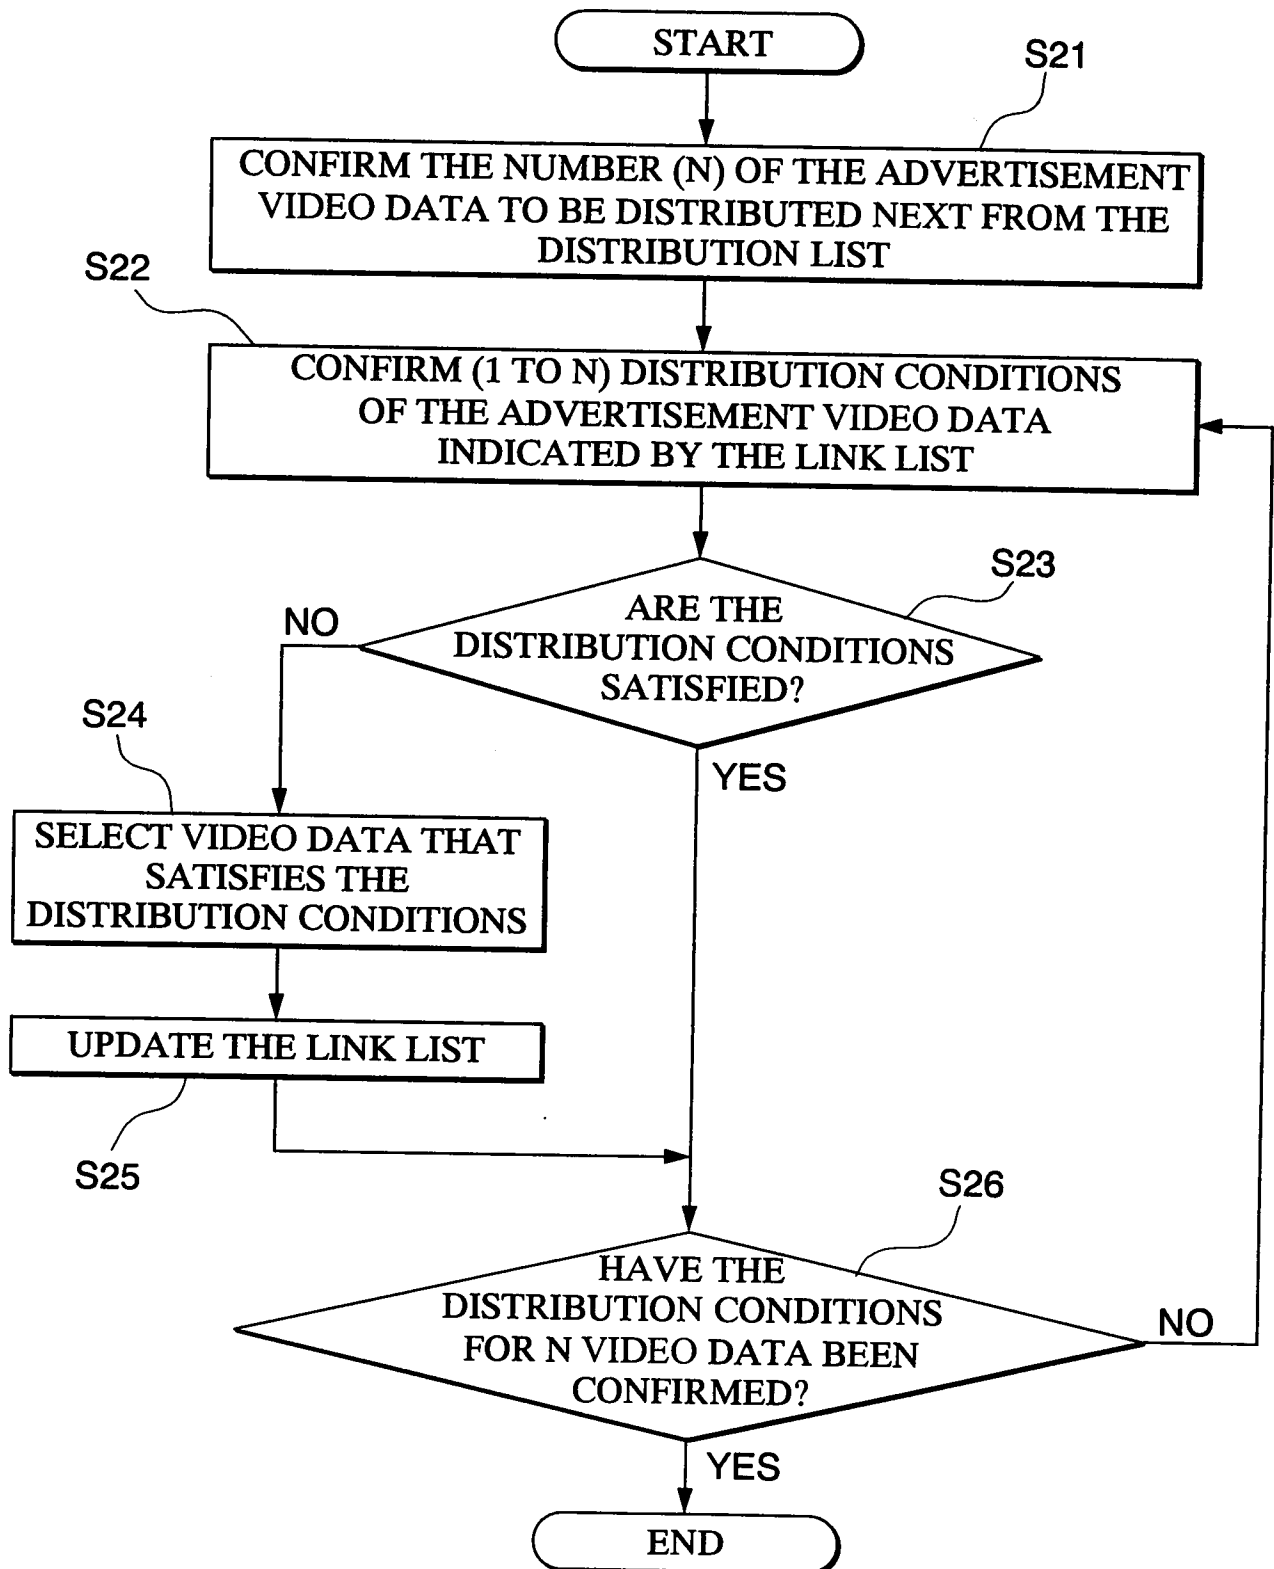 START
S21
CONFIRM THE NUMBER (N) OF THE ADVERTISEMENT
VIDEO DATA TO BE DISTRIBUTED NEXT FROM THE
DISTRIBUTION LIST
S22
CONFIRM (1 TO N) DISTRIBUTION CONDITIONS
OF THE ADVERTISEMENT VIDEO DATA
INDICATED BY THE LINK LIST
S23
ARE THE
DISTRIBUTION CONDITIONS
SATISFIED?
NO
YES
S24
SELECT VIDEO DATA THAT
SATISFIES THE
DISTRIBUTION CONDITIONS
UPDATE THE LINK LIST
S25
S26
HAVE THE
DISTRIBUTION CONDITIONS
FOR N VIDEO DATA BEEN
CONFIRMED?
NO
YES
END